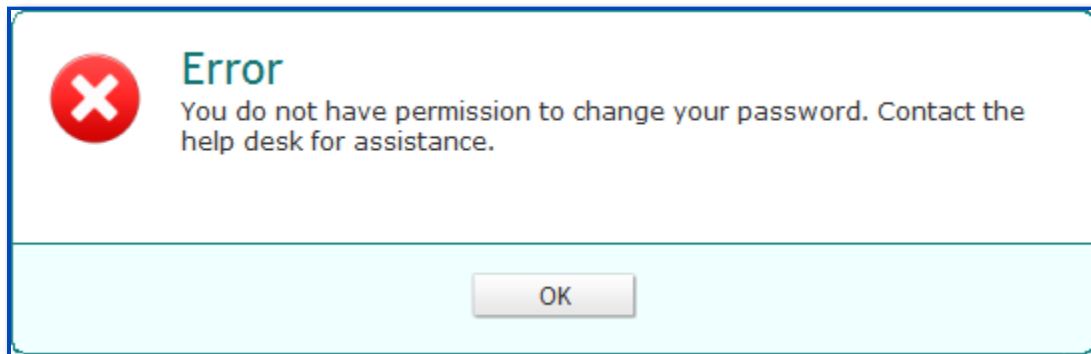 Error
You do not have permission to change your password. Contact the
help desk for assistance.
OK